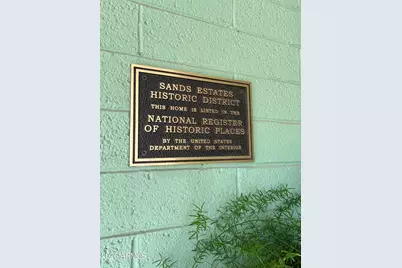 SANDS ESTATES
HISTORIC DISTRICT
THIS HOME IS LISTED IN THE
NATIONAL REGISTER
OF HISTORIC PLACES
BY THE UNITED STATES
DEPARTMENT OF THE INTERIOR